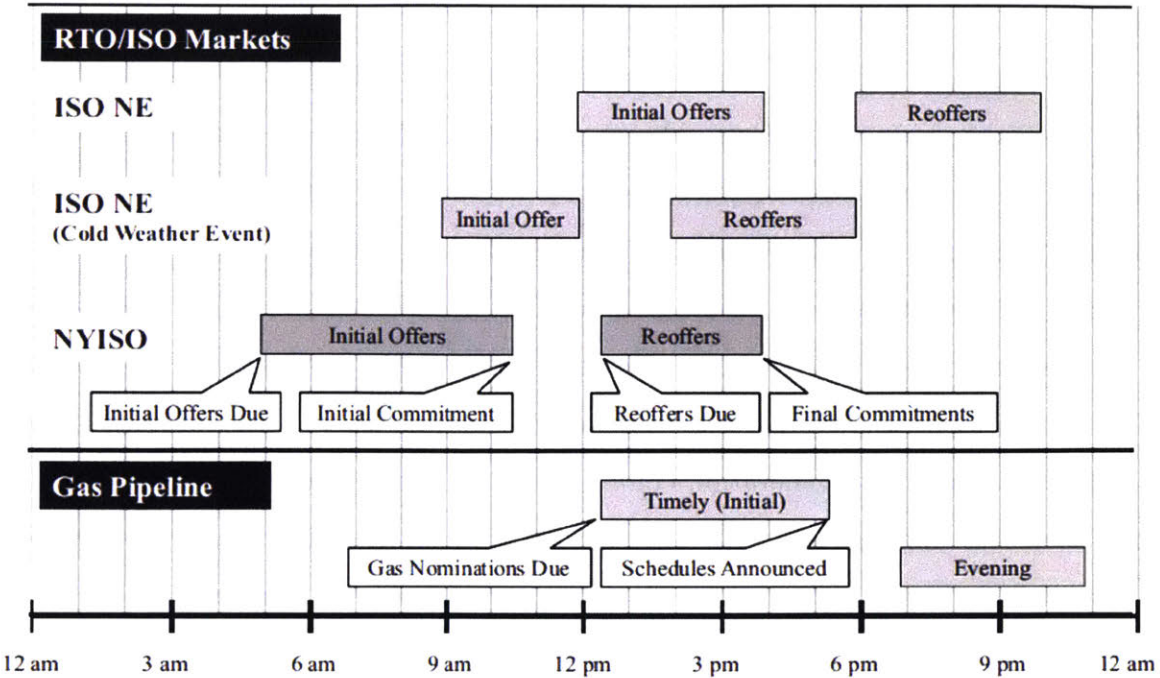 RTO/ISO Markets
ISO NE
Initial Offers
Reoffers
ISO NE
(Cold Weather Event)
Initial Offer
Reoffers
NYISO
Initial Offers
Reoffers
Initial Offers Due
Initial Commitment
Reoffers Due
Final Commitments
Gas Pipeline
Timely (Initial)
Gas Nominations Due
Schedules Announced
Evening
12 am
3 am
6 am
9 am
12 pm
3 pm
6 pm
9 pm
12 am